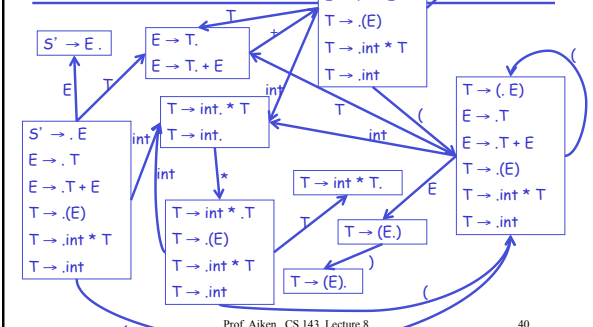 T
T → .(E)
T → .int * T
T → .int
+
E → T.
E → T. + E
S' → E .
E
T
int
(
(
T
int
T → int. * T
T → int.
int
int
*
S' → . E
E → . T
E → .T + E
T → .(E)
T → .int * T
T → .int
T → (. E)
E → .T
E → .T + E
T → .(E)
T → .int * T
T → .int
E
T → int * T.
T
T → int * .T
T → .(E)
T → .int * T
T → .int
T → (E.)
)
T → (E).
(
Prof. Aiken CS 143 Lecture 8
40